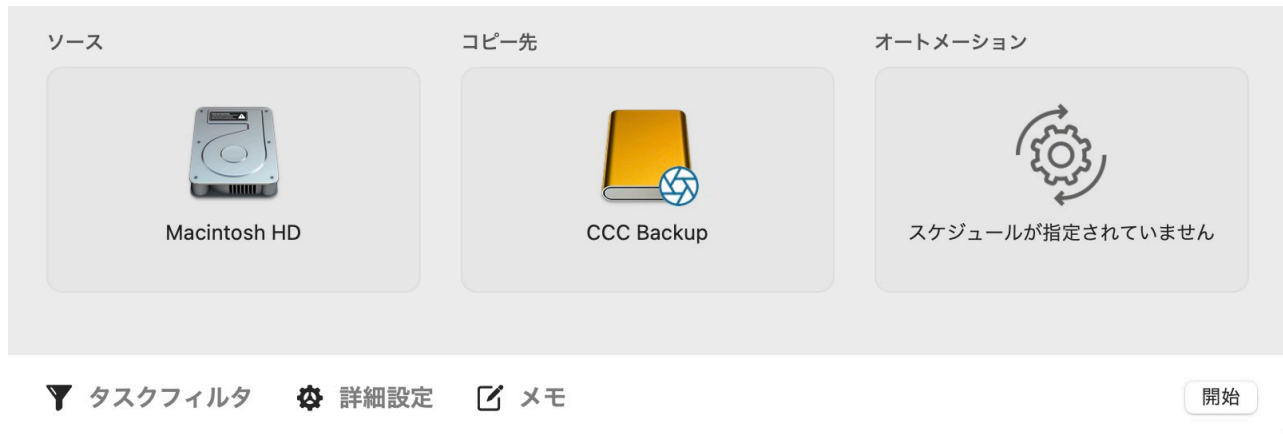 ソース
コピー先
オートメーション
Macintosh HD
CCC Backup
スケジュールが指定されていません
タスクフィルタ
詳細設定
メモ
開始